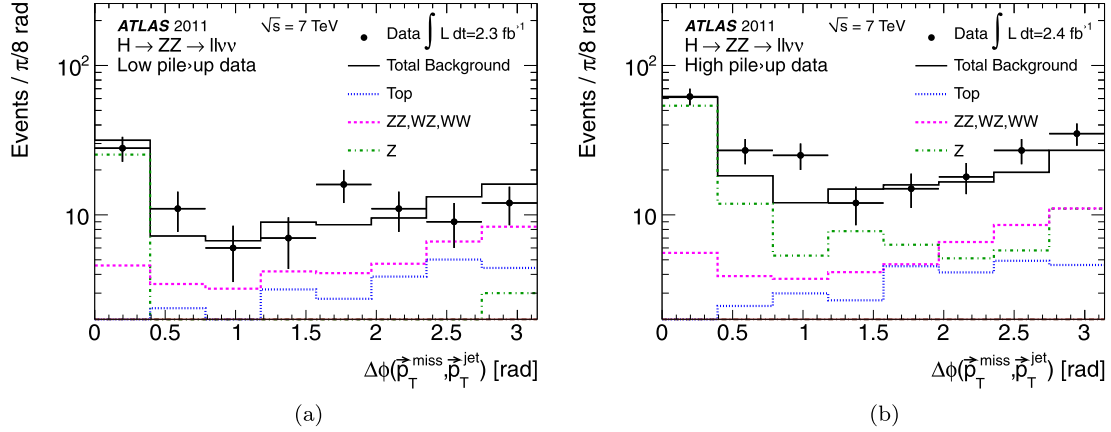 Events / π/8 rad
ATLAS 2011
√s = 7 TeV
H → ZZ → llνν
Low pile-up data
Data ∫ L dt=2.3 fb⁻¹
Total Background
Top
ZZ,WZ,WW
Z
10²
10
0 0.5 1 1.5 2 2.5 3
Δϕ(p⃗_T^miss,p⃗_T^jet) [rad]
(a)
Events / π/8 rad
ATLAS 2011
√s = 7 TeV
H → ZZ → llνν
High pile-up data
Data ∫ L dt=2.4 fb⁻¹
Total Background
Top
ZZ,WZ,WW
Z
10²
10
0 0.5 1 1.5 2 2.5 3
Δϕ(p⃗_T^miss,p⃗_T^jet) [rad]
(b)